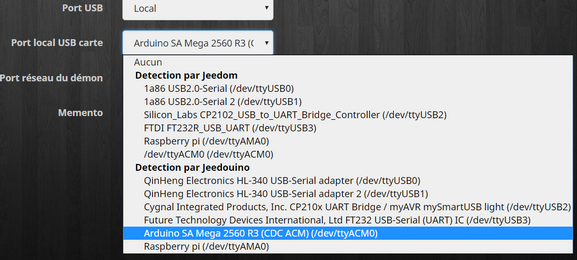 Port USB
Local
Port local USB carte
Arduino SA Mega 2560 R3 (C
Aucun
Detection par Jeedom
1a86 USB2.0-Serial (/dev/ttyUSB0)
1a86 USB2.0-Serial 2 (/dev/ttyUSB1)
Silicon_Labs CP2102_USB_to_UART_Bridge_Controller (/dev/ttyUSB2)
Port réseau du démon
FTDI FT232R_USB_UART (/dev/ttyUSB3)
Raspberry pi (/dev/ttyAMA0)
/dev/ttyACM0 (/dev/ttyACM0)
Memento
Detection par Jeedouino
QinHeng Electronics HL-340 USB-Serial adapter (/dev/ttyUSB0)
QinHeng Electronics HL-340 USB-Serial adapter 2 (/dev/ttyUSB1)
Cygnal Integrated Products, Inc. CP210x UART Bridge / myAVR mySmartUSB light (/dev/ttyUSB2)
Future Technology Devices International, Ltd FT232 USB-Serial (UART) IC (/dev/ttyUSB3)
Arduino SA Mega 2560 R3 (CDC ACM) (/dev/ttyACM0)
Raspberry pi (/dev/ttyAMA0)